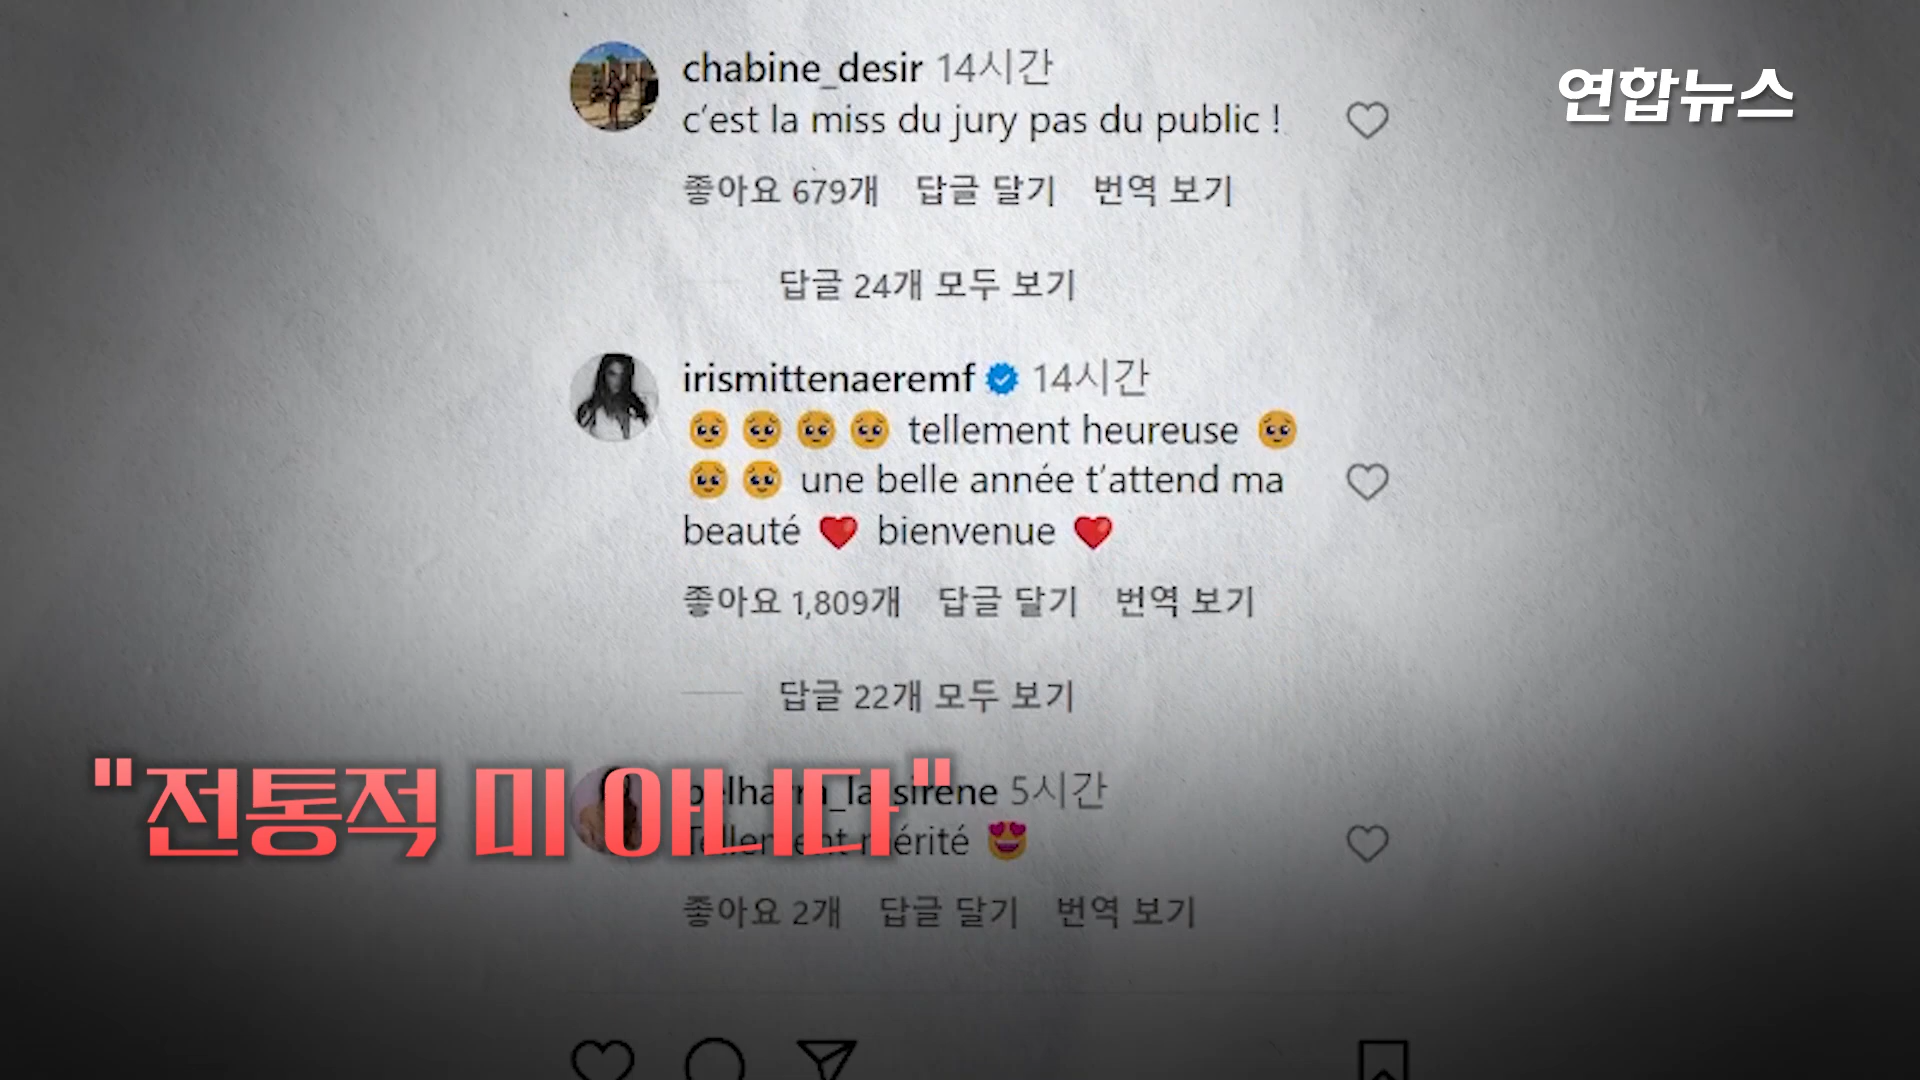 연합뉴스
chabine_desir 14시간
c'est la miss du jury pas du public !
좋아요 679개 답글 달기 번역 보기
답글 24개 모두 보기
irismittenaeremf 14시간
🥺 🥺 🥺 🥺 tellement heureuse 🥺
🥺 🥺 une belle année t'attend ma
beauté ❤️ bienvenue ❤️
좋아요 1,809개 답글 달기 번역 보기
답글 22개 모두 보기
belharra_la_sirene 5시간
Tellement mérité 😍
"전통적 미 아니다"
좋아요 2개 답글 달기 번역 보기